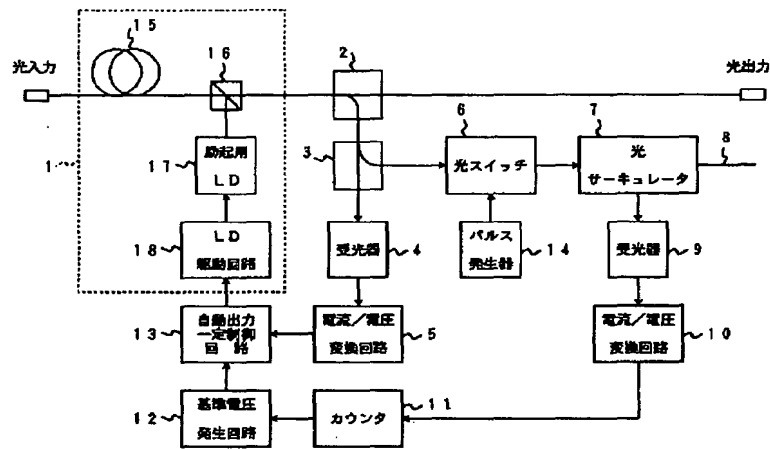 15
16
2
光入力
光出力
6
7
1
17
励起用
LD
3
光スイッチ
光
サーキュレータ
8
18
LD
駆動回路
受光器
4
パルス
発生器
14
受光器
9
13
自動出力
一定制御
回 路
電流/電圧
変換回路
5
電流/電圧
変換回路
10
12
基準電圧
発生回路
カウンタ
11